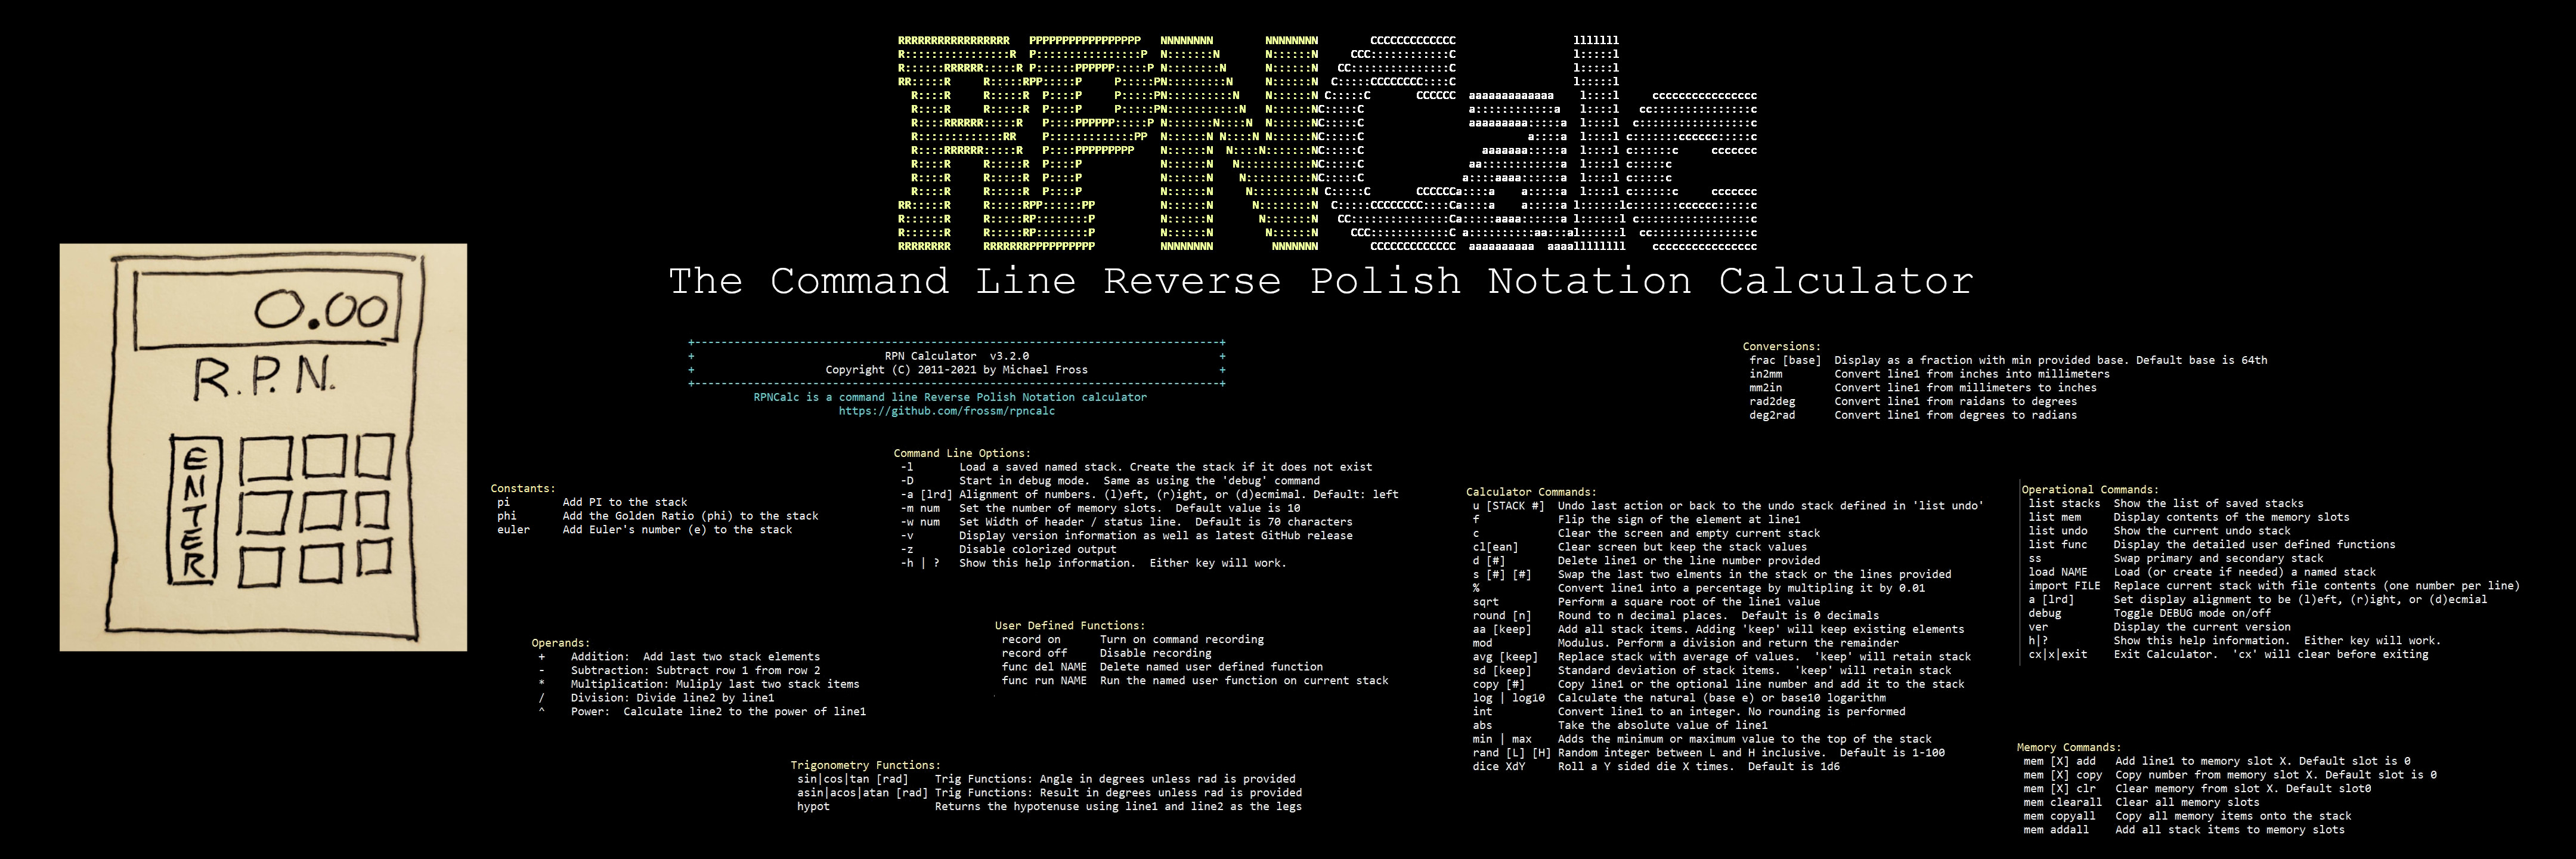 RPNCalc
The Command Line Reverse Polish Notation Calculator
0.00
R.P.N.
ENTER
+--------------------------------------------------------------------------------+
+ RPN Calculator  v3.2.0 +
+ Copyright (C) 2011-2021 by Michael Fross +
+--------------------------------------------------------------------------------+
RPNCalc is a command line Reverse Polish Notation calculator
https://github.com/frossm/rpncalc
Constants:
pi Add PI to the stack
phi Add the Golden Ratio (phi) to the stack
euler Add Euler's number (e) to the stack
Operands:
+ Addition:  Add last two stack elements
- Subtraction: Subtract row 1 from row 2
* Multiplication: Muliply last two stack items
/ Division: Divide line2 by line1
^ Power:  Calculate line2 to the power of line1
Command Line Options:
-l Load a saved named stack. Create the stack if it does not exist
-D Start in debug mode.  Same as using the 'debug' command
-a [lrd] Alignment of numbers. (l)eft, (r)ight, or (d)ecmimal. Default: left
-m num Set the number of memory slots.  Default value is 10
-w num Set Width of header / status line.  Default is 70 characters
-v Display version information as well as latest GitHub release
-z Disable colorized output
-h | ? Show this help information.  Either key will work.
User Defined Functions:
record on Turn on command recording
record off Disable recording
func del NAME Delete named user defined function
func run NAME Run the named user function on current stack
Trigonometry Functions:
sin|cos|tan [rad] Trig Functions: Angle in degrees unless rad is provided
asin|acos|atan [rad] Trig Functions: Result in degrees unless rad is provided
hypot Returns the hypotenuse using line1 and line2 as the legs
Conversions:
frac [base] Display as a fraction with min provided base. Default base is 64th
in2mm Convert line1 from inches into millimeters
mm2in Convert line1 from millimeters to inches
rad2deg Convert line1 from raidans to degrees
deg2rad Convert line1 from degrees to radians
Calculator Commands:
u [STACK #] Undo last action or back to the undo stack defined in 'list undo'
f Flip the sign of the element at line1
c Clear the screen and empty current stack
cl[ean] Clear screen but keep the stack values
d [#] Delete line1 or the line number provided
s [#] [#] Swap the last two elments in the stack or the lines provided
% Convert line1 into a percentage by multipling it by 0.01
sqrt Perform a square root of the line1 value
round [n] Round to n decimal places.  Default is 0 decimals
aa [keep] Add all stack items. Adding 'keep' will keep existing elements
mod Modulus. Perform a division and return the remainder
avg [keep] Replace stack with average of values.  'keep' will retain stack
sd [keep] Standard deviation of stack items.  'keep' will retain stack
copy [#] Copy line1 or the optional line number and add it to the stack
log | log10 Calculate the natural (base e) or base10 logarithm
int Convert line1 to an integer. No rounding is performed
abs Take the absolute value of line1
min | max Adds the minimum or maximum value to the top of the stack
rand [L] [H] Random integer between L and H inclusive.  Default is 1-100
dice XdY Roll a Y sided die X times.  Default is 1d6
Operational Commands:
list stacks Show the list of saved stacks
list mem Display contents of the memory slots
list undo Show the current undo stack
list func Display the detailed user defined functions
ss Swap primary and secondary stack
load NAME Load (or create if needed) a named stack
import FILE Replace current stack with file contents (one number per line)
a [lrd] Set display alignment to be (l)eft, (r)ight, or (d)ecmial
debug Toggle DEBUG mode on/off
ver Display the current version
h|? Show this help information.  Either key will work.
cx|x|exit Exit Calculator.  'cx' will clear before exiting
Memory Commands:
mem [X] add Add line1 to memory slot X. Default slot is 0
mem [X] copy Copy number from memory slot X. Default slot is 0
mem [X] clr Clear memory from slot X. Default slot0
mem clearall Clear all memory slots
mem copyall Copy all memory items onto the stack
mem addall Add all stack items to memory slots